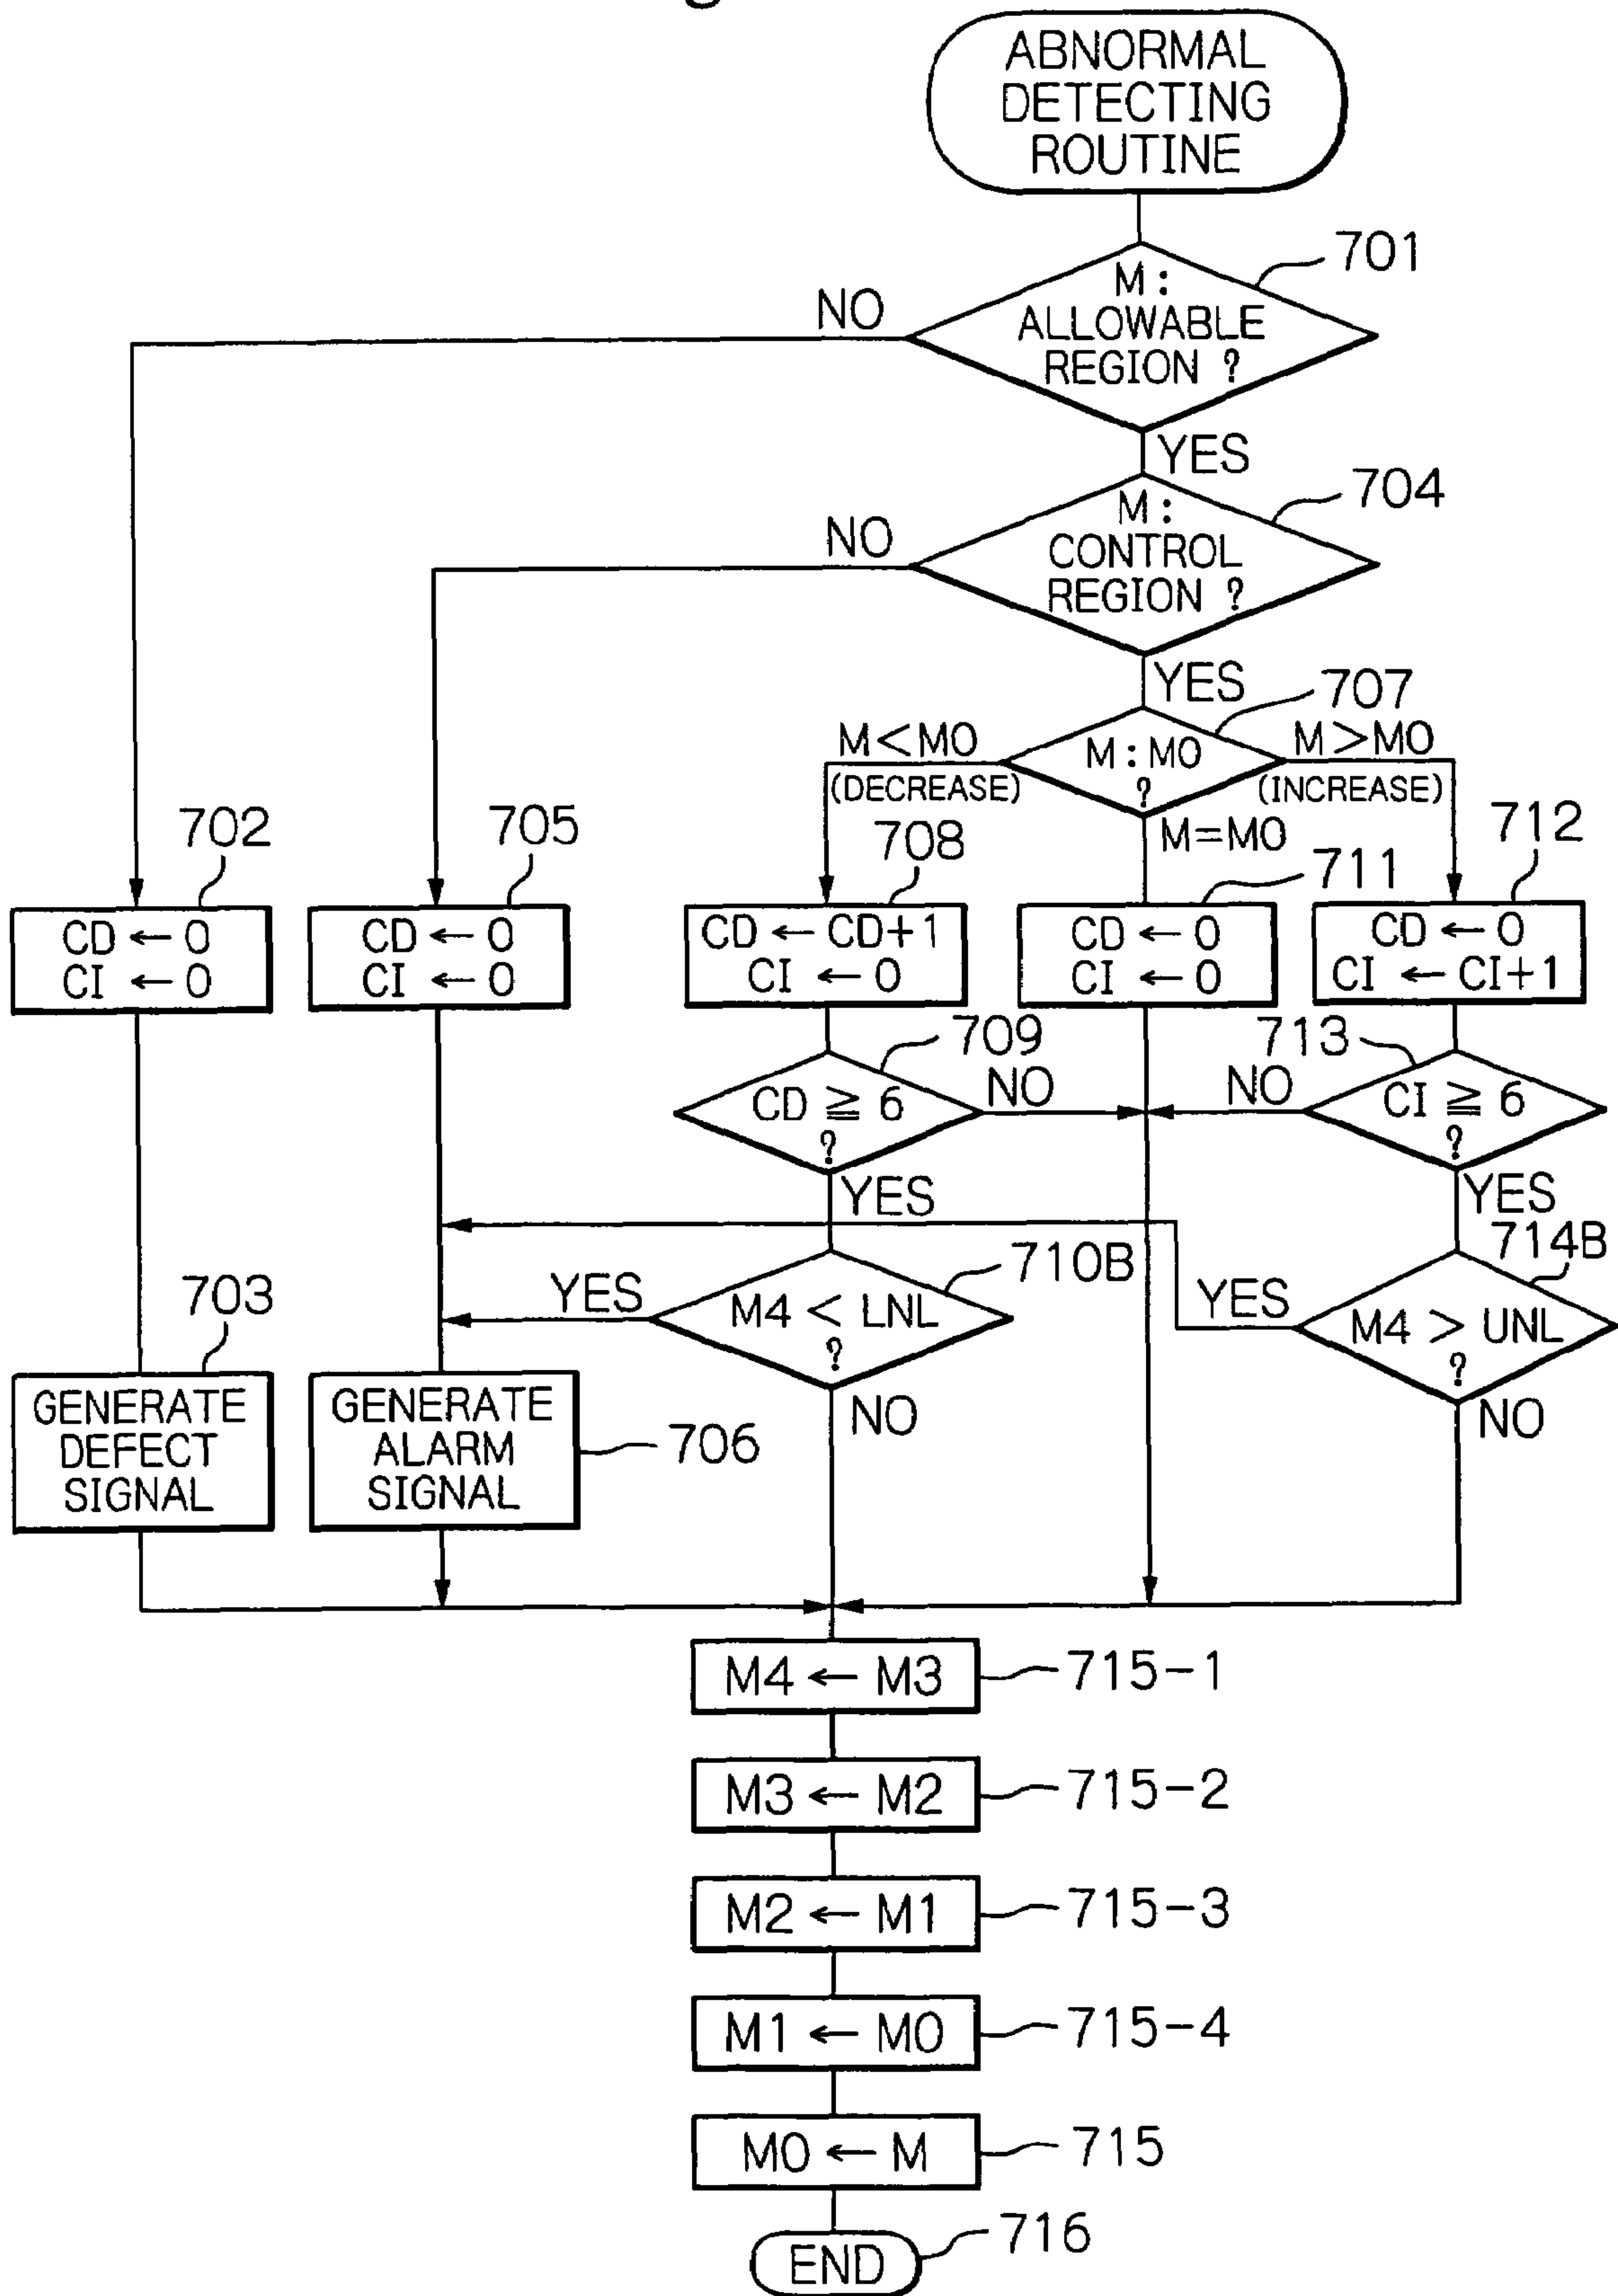 ABNORMAL
DETECTING
ROUTINE
701
M :
ALLOWABLE
REGION ?
NO
YES
704
M :
CONTROL
REGION ?
NO
YES
707
M<M0
(DECREASE)
M : M0
?
M>M0
(INCREASE)
M=M0
702
705
708
711
712
CD ← 0
CI ← 0
CD ← 0
CI ← 0
CD ← CD+1
CI ← 0
CD ← 0
CI ← 0
CD ← 0
CI ← CI+1
709
713
CD ≧ 6
?
NO
NO
CI ≧ 6
?
YES
YES
710B
714B
YES
M4 < LNL
?
YES
M4 > UNL
?
NO
NO
703
GENERATE
DEFECT
SIGNAL
GENERATE
ALARM
SIGNAL
706
M4 ← M3
715-1
M3 ← M2
715-2
M2 ← M1
715-3
M1 ← M0
715-4
M0 ← M
715
END
716